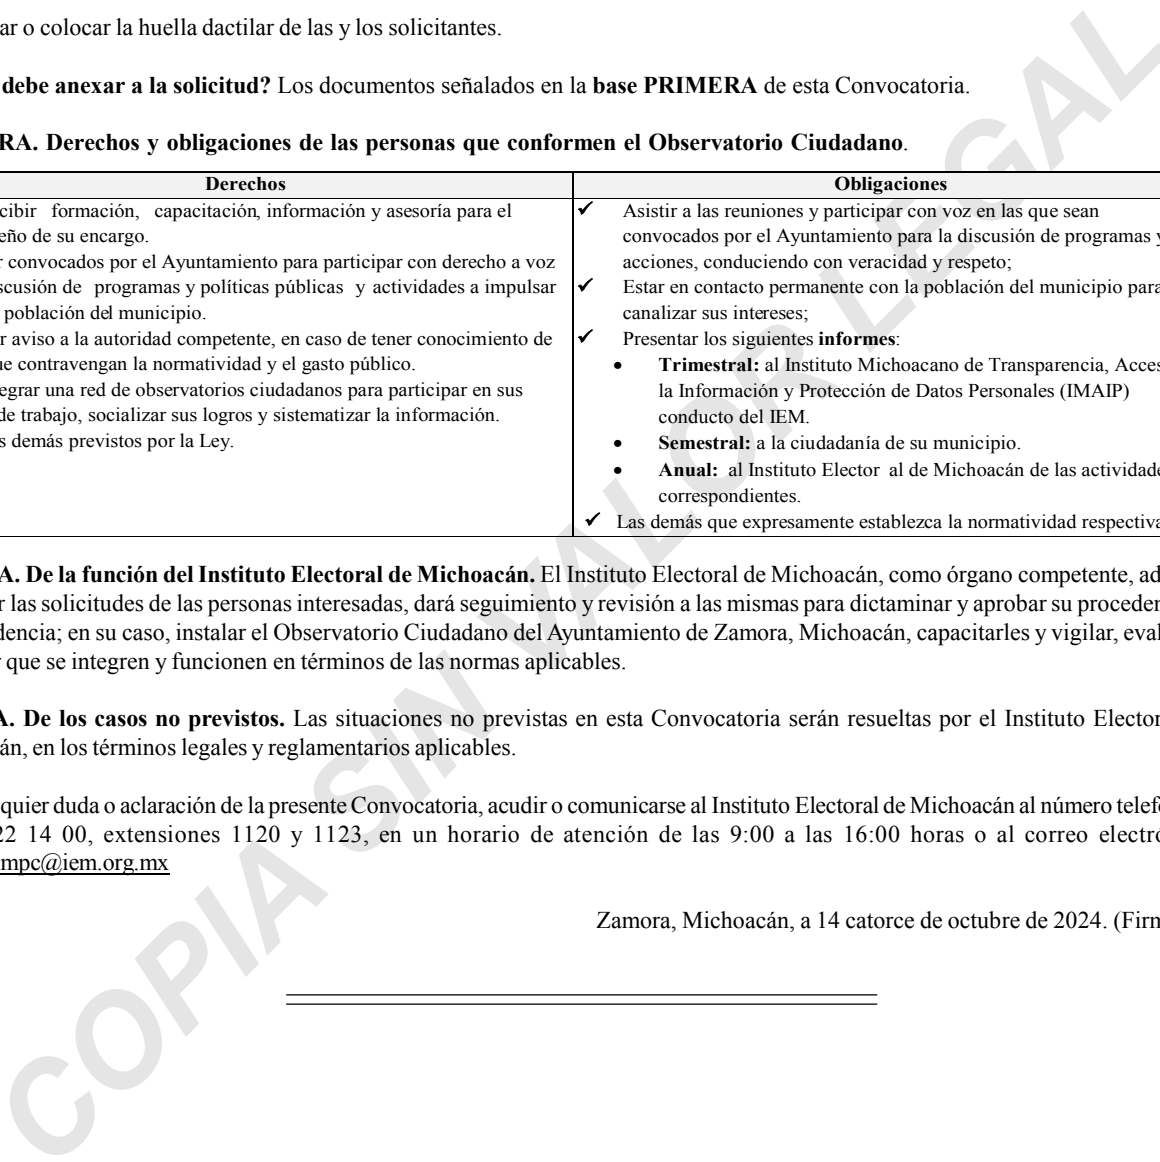 ar o colocar la huella dactilar de las y los solicitantes.
debe anexar a la solicitud? Los documentos señalados en la base PRIMERA de esta Convocatoria.
RA. Derechos y obligaciones de las personas que conformen el Observatorio Ciudadano.
Derechos
cibir formación, capacitación, información y asesoría para el
eño de su encargo.
r convocados por el Ayuntamiento para participar con derecho a voz
scusión de programas y políticas públicas y actividades a impulsar
población del municipio.
r aviso a la autoridad competente, en caso de tener conocimiento de
ue contravengan la normatividad y el gasto público.
egrar una red de observatorios ciudadanos para participar en sus
de trabajo, socializar sus logros y sistematizar la información.
s demás previstos por la Ley.
Obligaciones
✓ Asistir a las reuniones y participar con voz en las que sean
convocados por el Ayuntamiento para la discusión de programas y
acciones, conduciendo con veracidad y respeto;
✓ Estar en contacto permanente con la población del municipio para
canalizar sus intereses;
✓ Presentar los siguientes informes:
• Trimestral: al Instituto Michoacano de Transparencia, Acces
la Información y Protección de Datos Personales (IMAIP)
conducto del IEM.
• Semestral: a la ciudadanía de su municipio.
• Anual: al Instituto Elector al de Michoacán de las actividade
correspondientes.
✓ Las demás que expresamente establezca la normatividad respectiva
A. De la función del Instituto Electoral de Michoacán. El Instituto Electoral de Michoacán, como órgano competente, ad
r las solicitudes de las personas interesadas, dará seguimiento y revisión a las mismas para dictaminar y aprobar su proceden
dencia; en su caso, instalar el Observatorio Ciudadano del Ayuntamiento de Zamora, Michoacán, capacitarles y vigilar, eval
r que se integren y funcionen en términos de las normas aplicables.
A. De los casos no previstos. Las situaciones no previstas en esta Convocatoria serán resueltas por el Instituto Elector
án, en los términos legales y reglamentarios aplicables.
quier duda o aclaración de la presente Convocatoria, acudir o comunicarse al Instituto Electoral de Michoacán al número telef
22 14 00, extensiones 1120 y 1123, en un horario de atención de las 9:00 a las 16:00 horas o al correo electró
mpc@iem.org.mx
Zamora, Michoacán, a 14 catorce de octubre de 2024. (Firm
COPIA SIN VALOR LEGAL